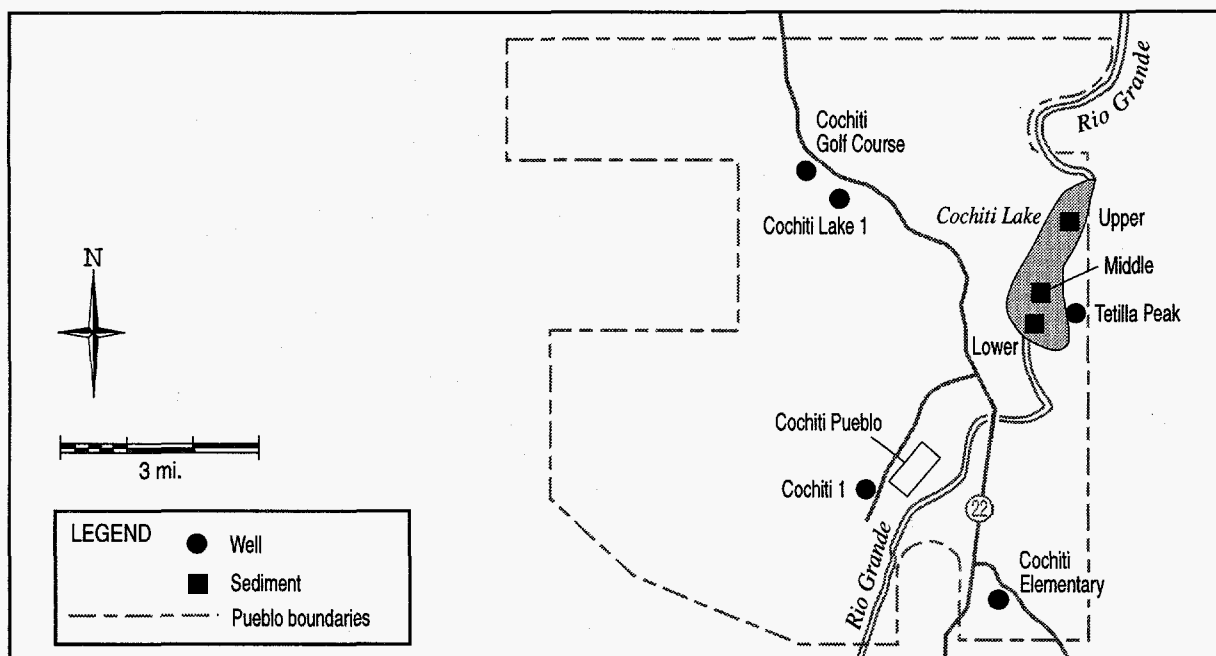 Rio Grande
Cochiti
Golf Course
Cochiti Lake 1
Cochiti Lake
Upper
Middle
Tetilla Peak
Lower
N
3 mi.
Cochiti Pueblo
Cochiti 1
22
Rio Grande
Cochiti
Elementary
LEGEND
Well
Sediment
Pueblo boundaries